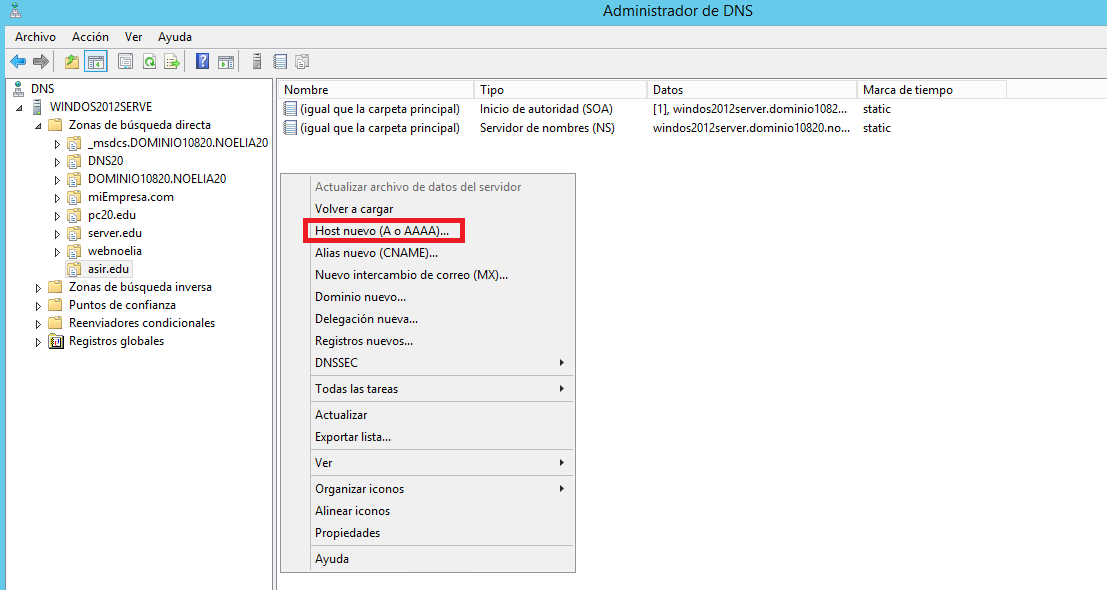 Administrador de DNS
Archivo Acción Ver Ayuda
DNS
WINDOS2012SERVE
Zonas de búsqueda directa
_msdcs.DOMINIO10820.NOELIA20
DNS20
DOMINIO10820.NOELIA20
miEmpresa.com
pc20.edu
server.edu
webnoelia
asir.edu
Zonas de búsqueda inversa
Puntos de confianza
Reenviadores condicionales
Registros globales
Nombre Tipo Datos Marca de tiempo
(igual que la carpeta principal) Inicio de autoridad (SOA) [1], windos2012server.dominio1082... static
(igual que la carpeta principal) Servidor de nombres (NS) windos2012server.dominio10820.no... static
Actualizar archivo de datos del servidor
Volver a cargar
Host nuevo (A o AAAA)...
Alias nuevo (CNAME)...
Nuevo intercambio de correo (MX)...
Dominio nuevo...
Delegación nueva...
Registros nuevos...
DNSSEC
Todas las tareas
Actualizar
Exportar lista...
Ver
Organizar iconos
Alinear iconos
Propiedades
Ayuda